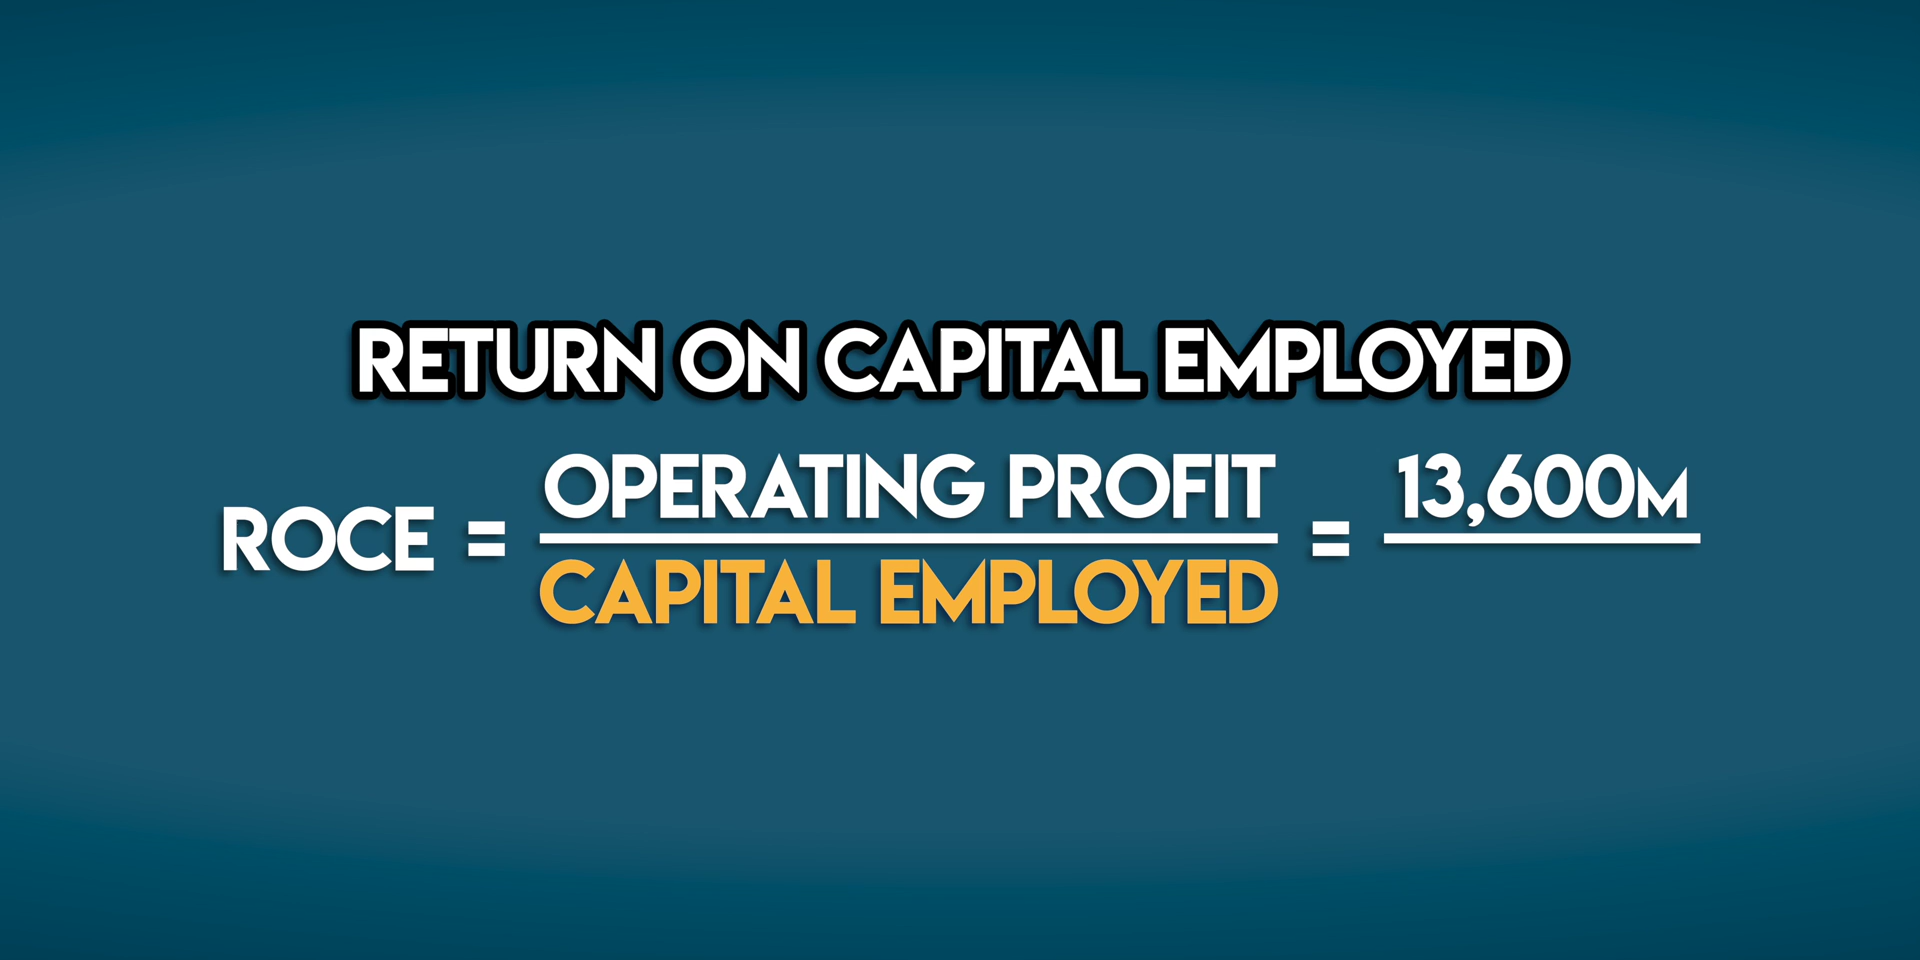 RETURN ON CAPITAL EMPLOYED
ROCE = OPERATING PROFIT = 13,600M
CAPITAL EMPLOYED